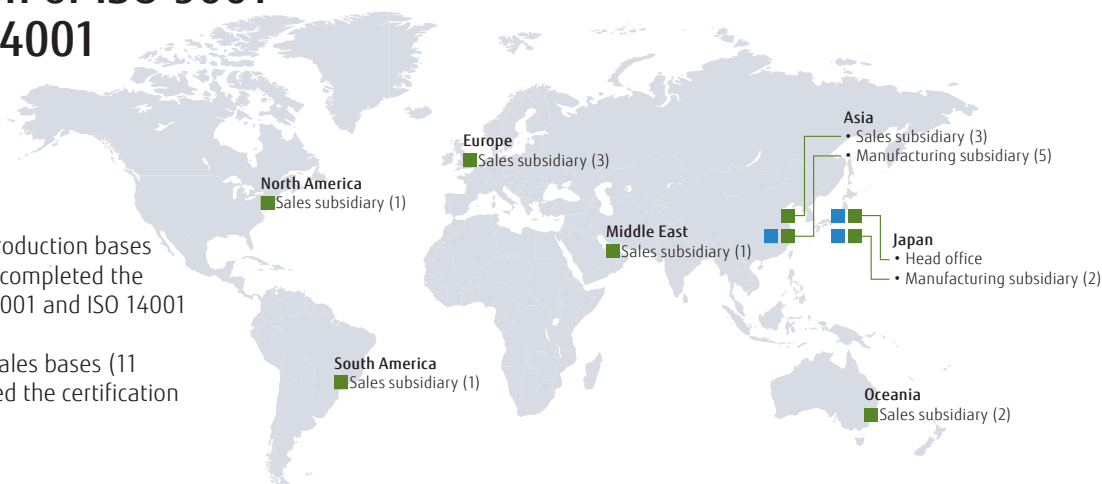 4001
Europe
Sales subsidiary (3)
North America
Sales subsidiary (1)
Asia
• Sales subsidiary (3)
• Manufacturing subsidiary (5)
Middle East
Sales subsidiary (1)
Japan
• Head office
• Manufacturing subsidiary (2)
roduction bases
completed the
001 and ISO 14001
ales bases (11
ed the certification
South America
Sales subsidiary (1)
Oceania
Sales subsidiary (2)